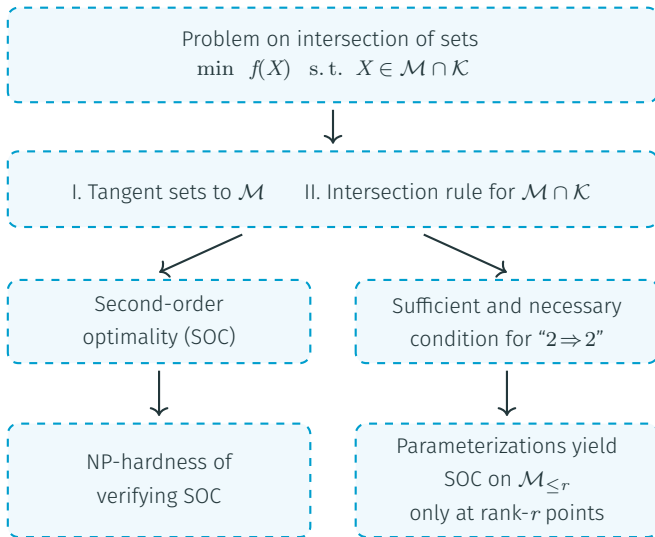 Problem on intersection of sets
min f(X) s.t. X ∈ ℳ ∩ 𝒦
I. Tangent sets to ℳ II. Intersection rule for ℳ ∩ 𝒦
Second-order
optimality (SOC)
Sufficient and necessary
condition for “2 ⇒ 2”
NP-hardness of
verifying SOC
Parameterizations yield
SOC on ℳ≤r
only at rank-r points